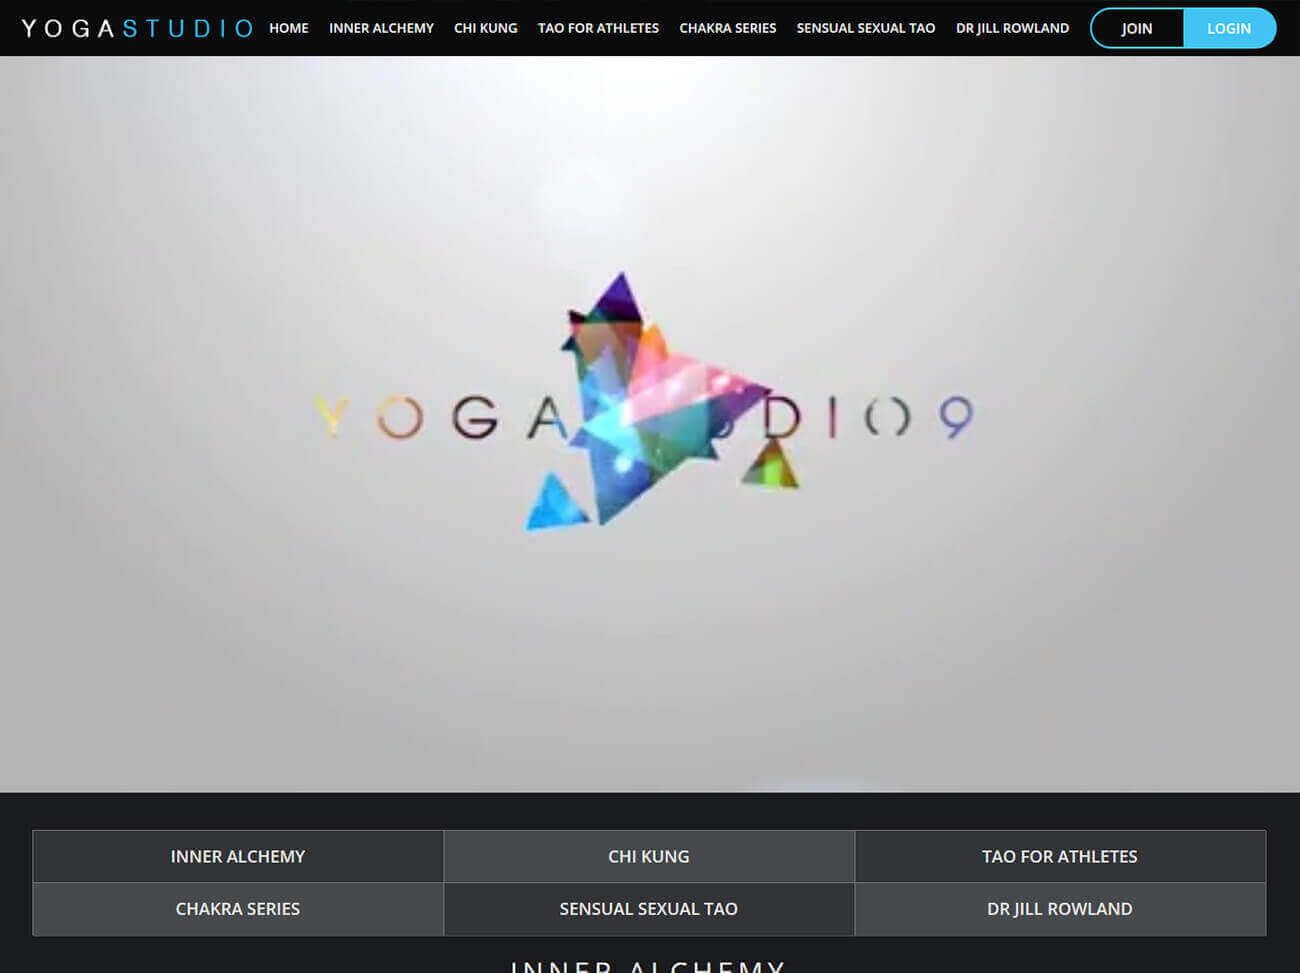 YOGASTUDIO HOME INNER ALCHEMY CHI KUNG TAO FOR ATHLETES CHAKRA SERIES SENSUAL SEXUAL TAO DR JILL ROWLAND JOIN LOGIN
YOGA DIO9
INNER ALCHEMY CHI KUNG TAO FOR ATHLETES
CHAKRA SERIES SENSUAL SEXUAL TAO DR JILL ROWLAND
INNER ALCHEMY